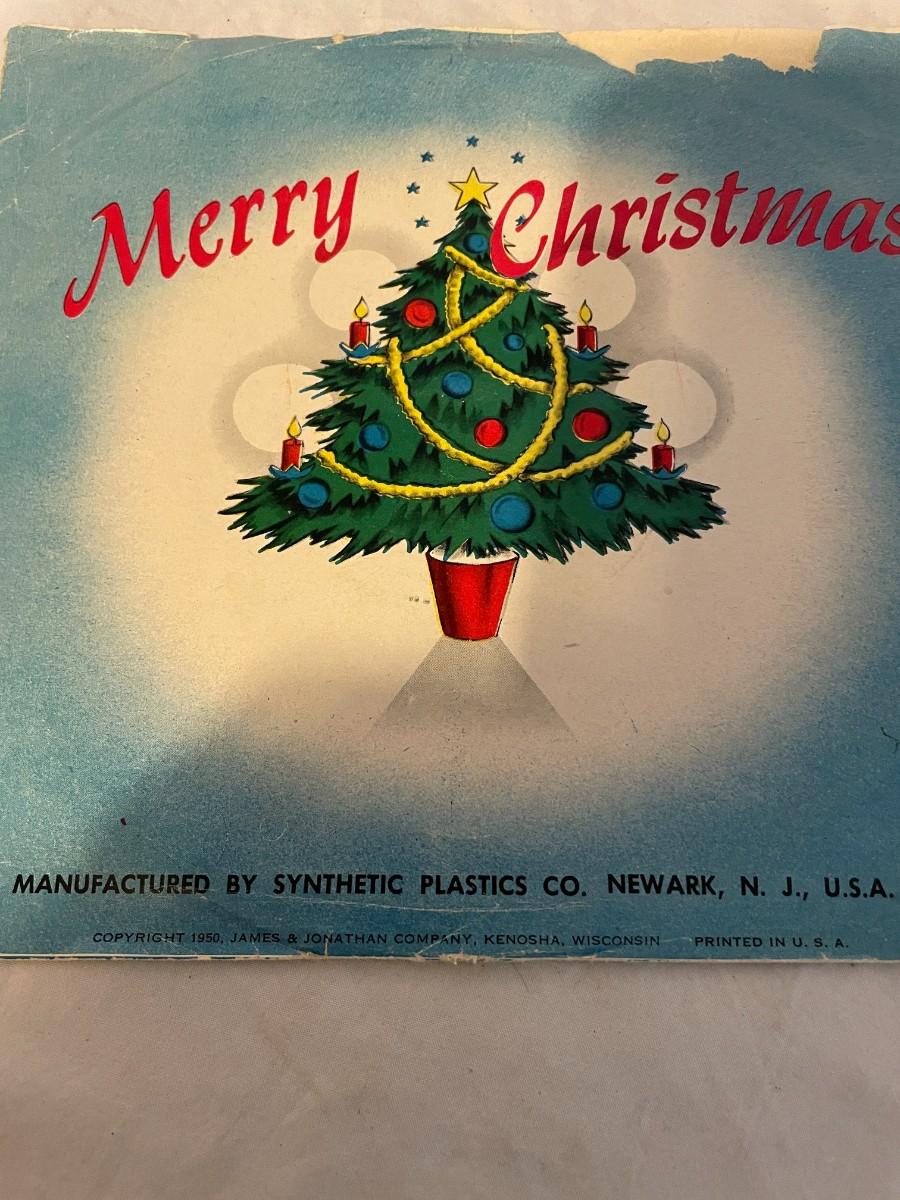 Merry Christmas
MANUFACTURED BY SYNTHETIC PLASTICS CO. NEWARK, N. J., U.S.A.
COPYRIGHT 1950, JAMES & JONATHAN COMPANY, KENOSHA, WISCONSIN PRINTED IN U. S. A.